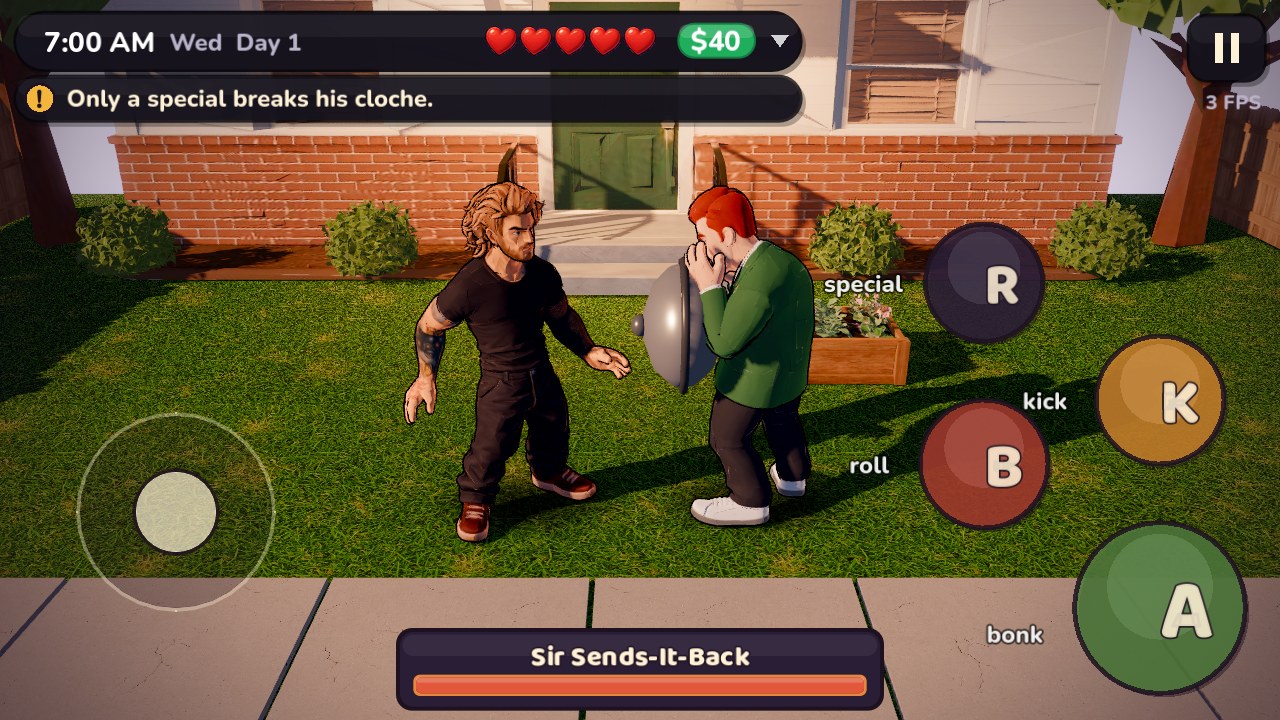 7:00 AM Wed Day 1 $40
Only a special breaks his cloche.
3 FPS
special R
kick K
roll B
bonk A
Sir Sends-It-Back